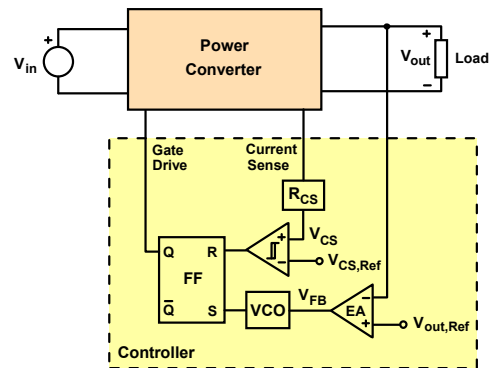 Power
Converter
+
V_in
+
V_out
−
Load
Gate
Drive
Current
Sense
R_CS
V_CS
+
−
V_CS,Ref
Q
R
FF
Q̅
S
VCO
V_FB
EA
−
+
V_out,Ref
Controller